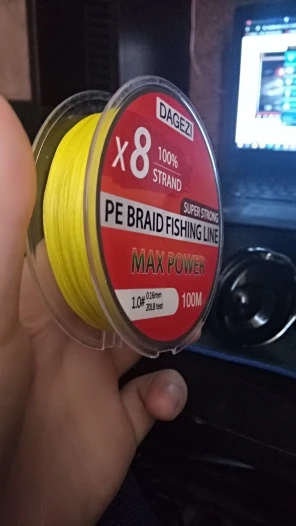 DAGEZI
X8 100%
STRAND
SUPER STRONG
PE BRAID FISHING LINE
MAX POWER
1.0# 0.16mm
20LB test
100M